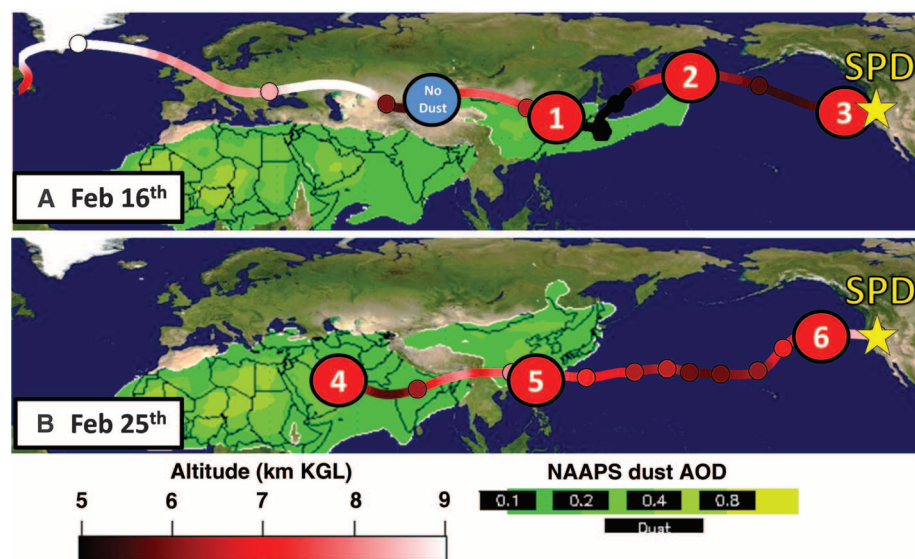 SPD
2
No
Dust
1
3
A Feb 16th
SPD
6
4
5
B Feb 25th
Altitude (km KGL)
5 6 7 8 9
NAAPS dust AOD
0.1 0.2 0.4 0.8
Dust